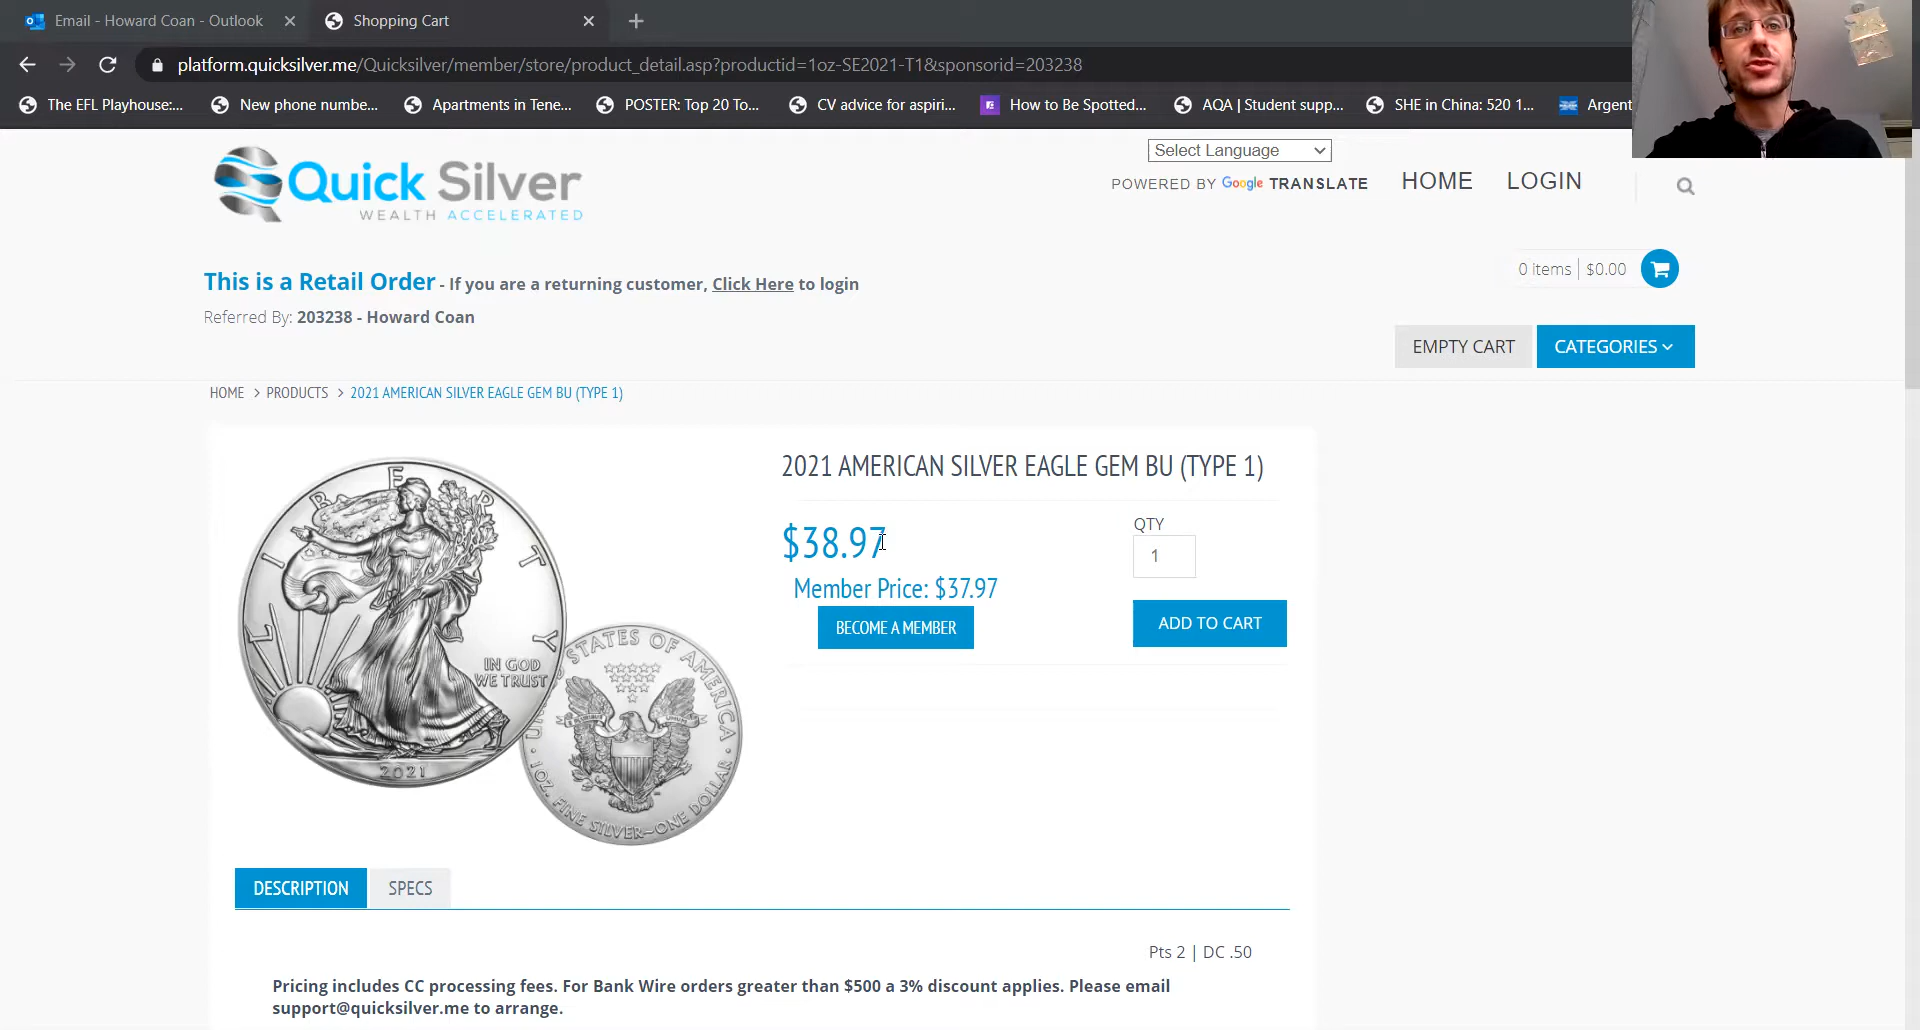 Email - Howard Coan - Outlook
Shopping Cart
platform.quicksilver.me/Quicksilver/member/store/product_detail.asp?productid=1oz-SE2021-T1&sponsorid=203238
The EFL Playhouse:...
New phone numbe...
Apartments in Tene...
POSTER: Top 20 To...
CV advice for aspiri...
How to Be Spotted...
AQA | Student supp...
SHE in China: 520 1...
Argent
Quick Silver
WEALTH ACCELERATED
Select Language
POWERED BY Google TRANSLATE
HOME
LOGIN
This is a Retail Order - If you are a returning customer, Click Here to login
Referred By: 203238 - Howard Coan
0 items | $0.00
EMPTY CART
CATEGORIES
HOME > PRODUCTS > 2021 AMERICAN SILVER EAGLE GEM BU (TYPE 1)
LIBERTY
IN GOD
WE TRUST
2021
UNITED STATES OF AMERICA
1 OZ. FINE SILVER~ONE DOLLAR
2021 AMERICAN SILVER EAGLE GEM BU (TYPE 1)
$38.97
Member Price: $37.97
BECOME A MEMBER
QTY
1
ADD TO CART
DESCRIPTION
SPECS
Pts 2 | DC .50
Pricing includes CC processing fees. For Bank Wire orders greater than $500 a 3% discount applies. Please email
support@quicksilver.me to arrange.